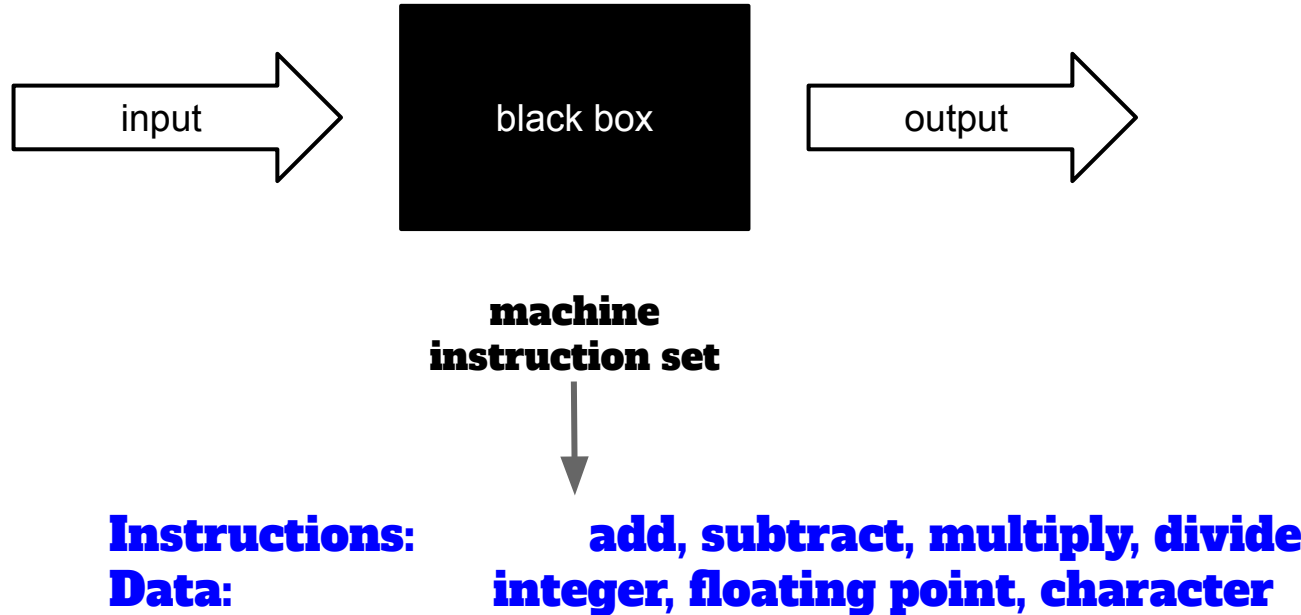 input
black box
output
machine
instruction set
Instructions: add, subtract, multiply, divide
Data: integer, floating point, character